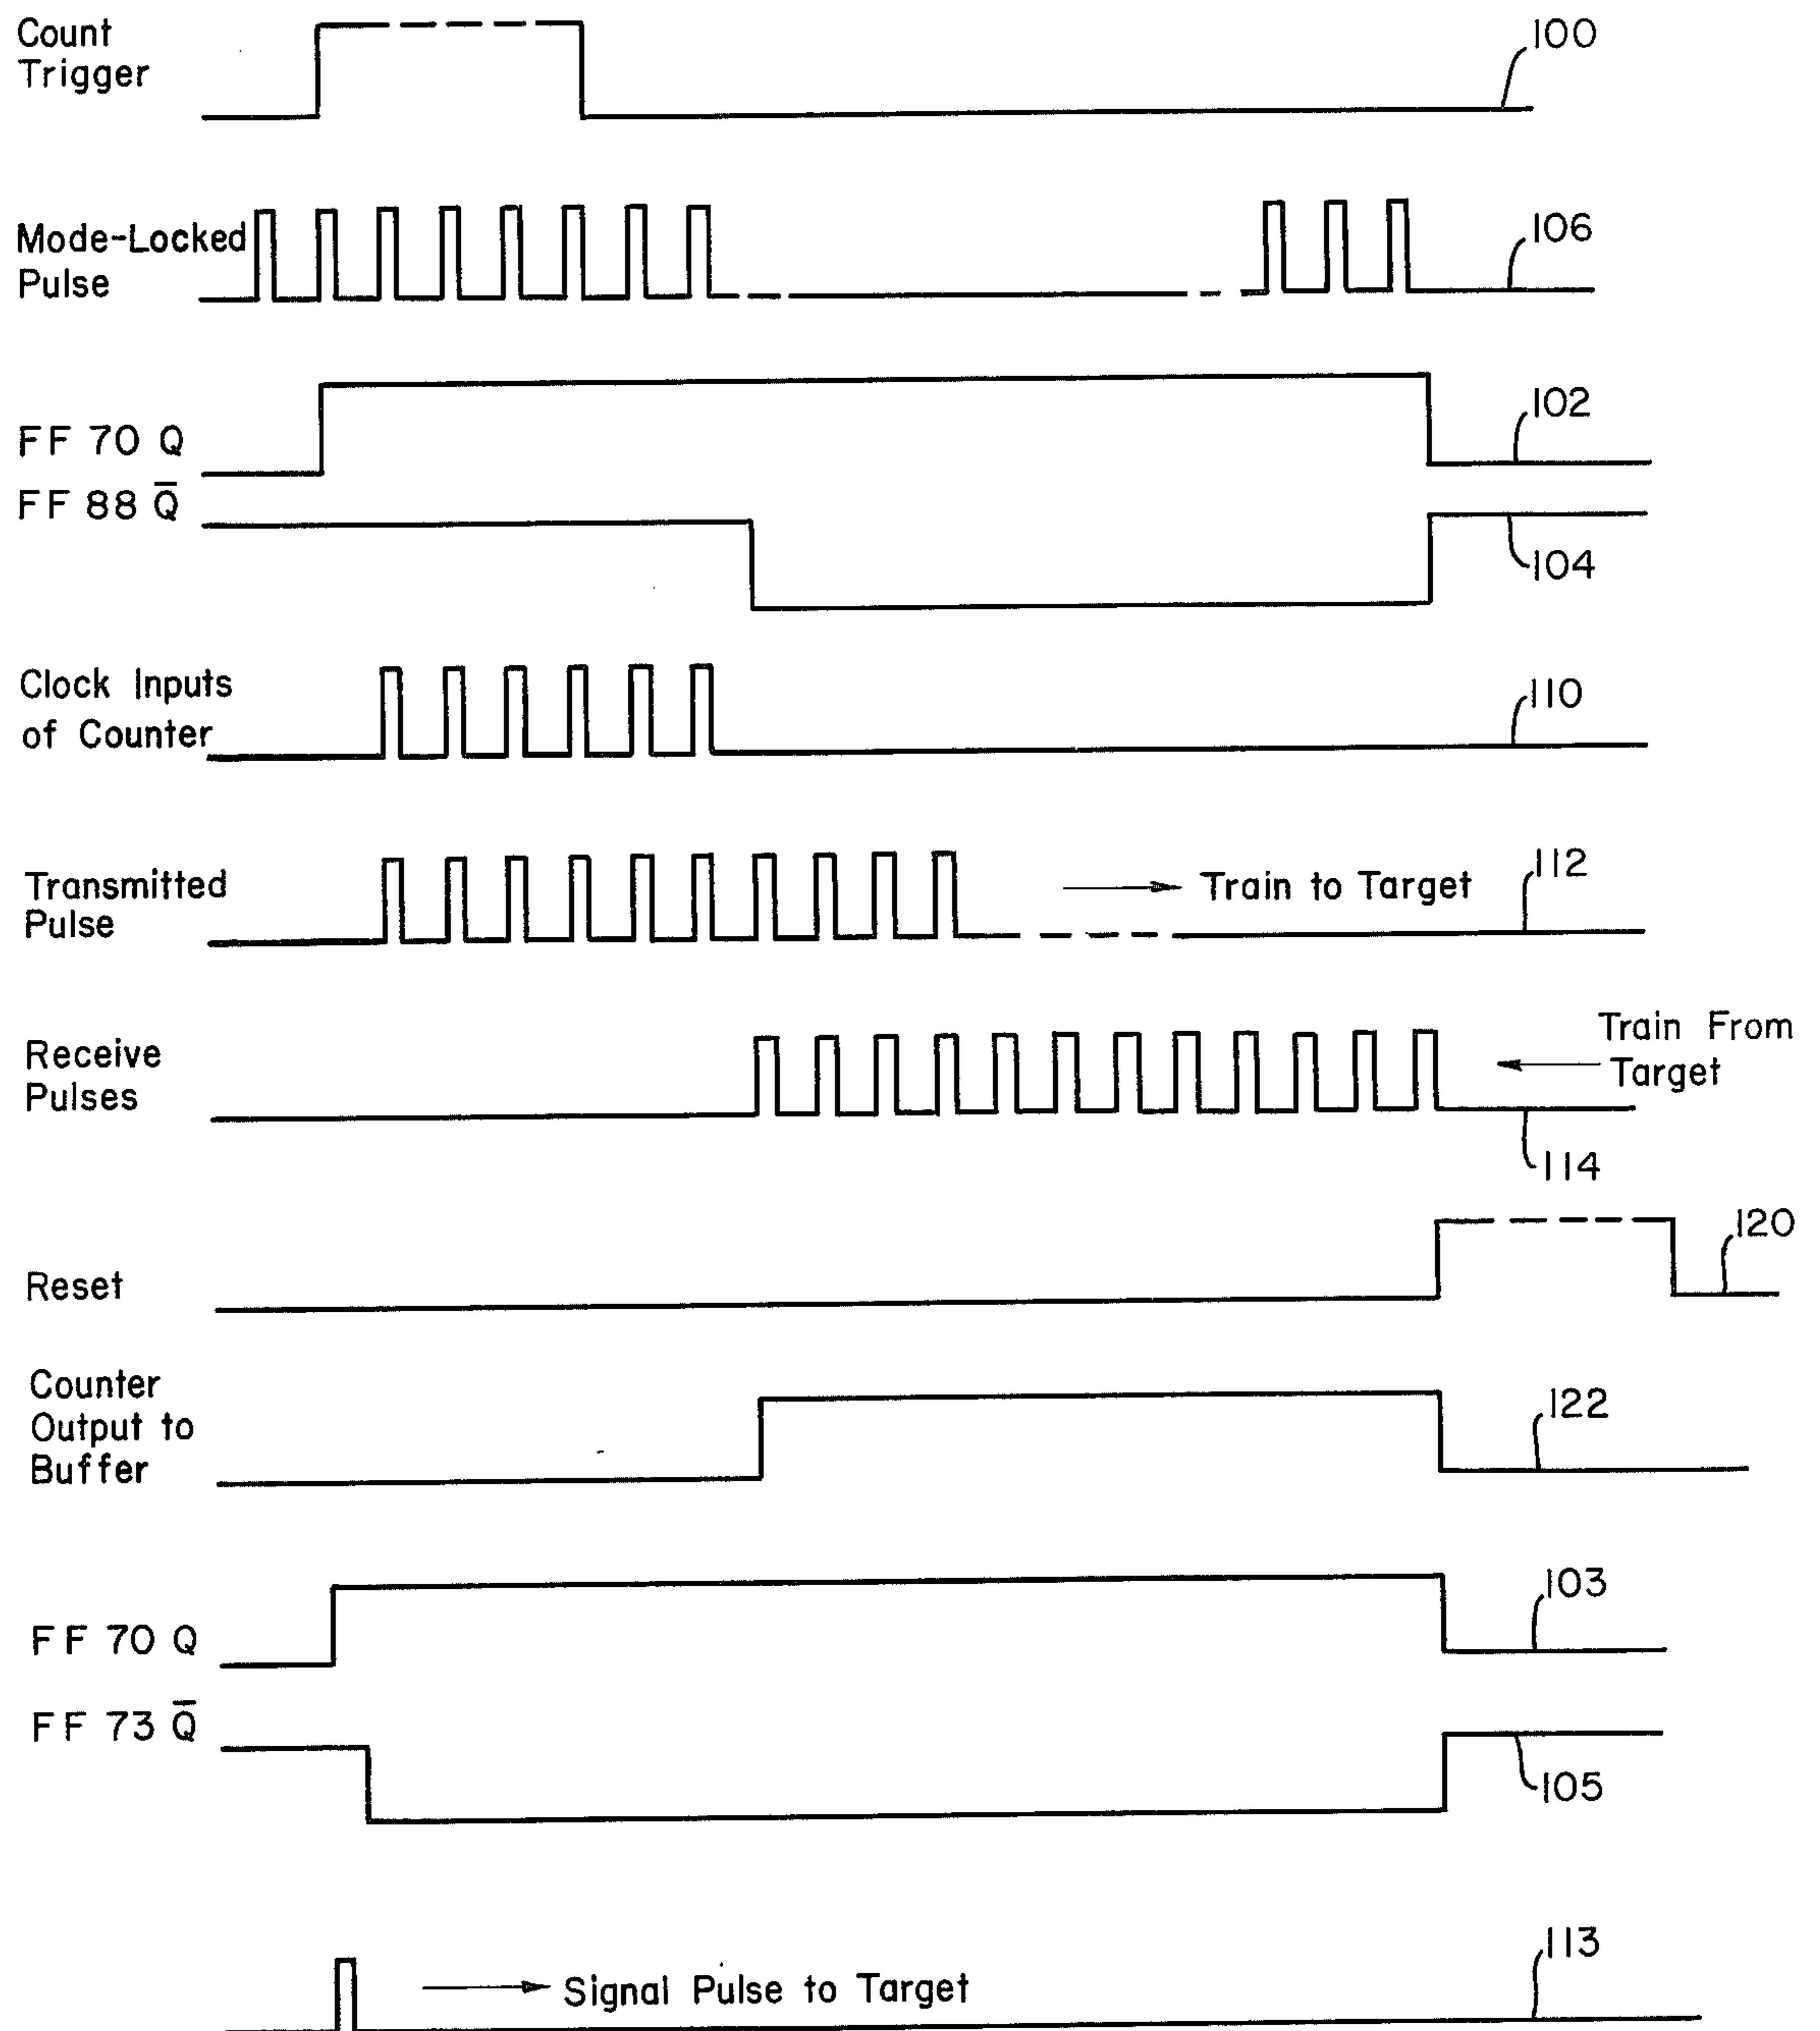 Count
Trigger
100
Mode-Locked
Pulse
106
FF 70 Q
102
FF 88 Q̅
104
Clock Inputs
of Counter
110
Transmitted
Pulse
Train to Target
112
Receive
Pulses
Train From
Target
114
Reset
120
Counter
Output to
Buffer
122
FF 70 Q
103
FF 73 Q̅
105
Signal Pulse to Target
113